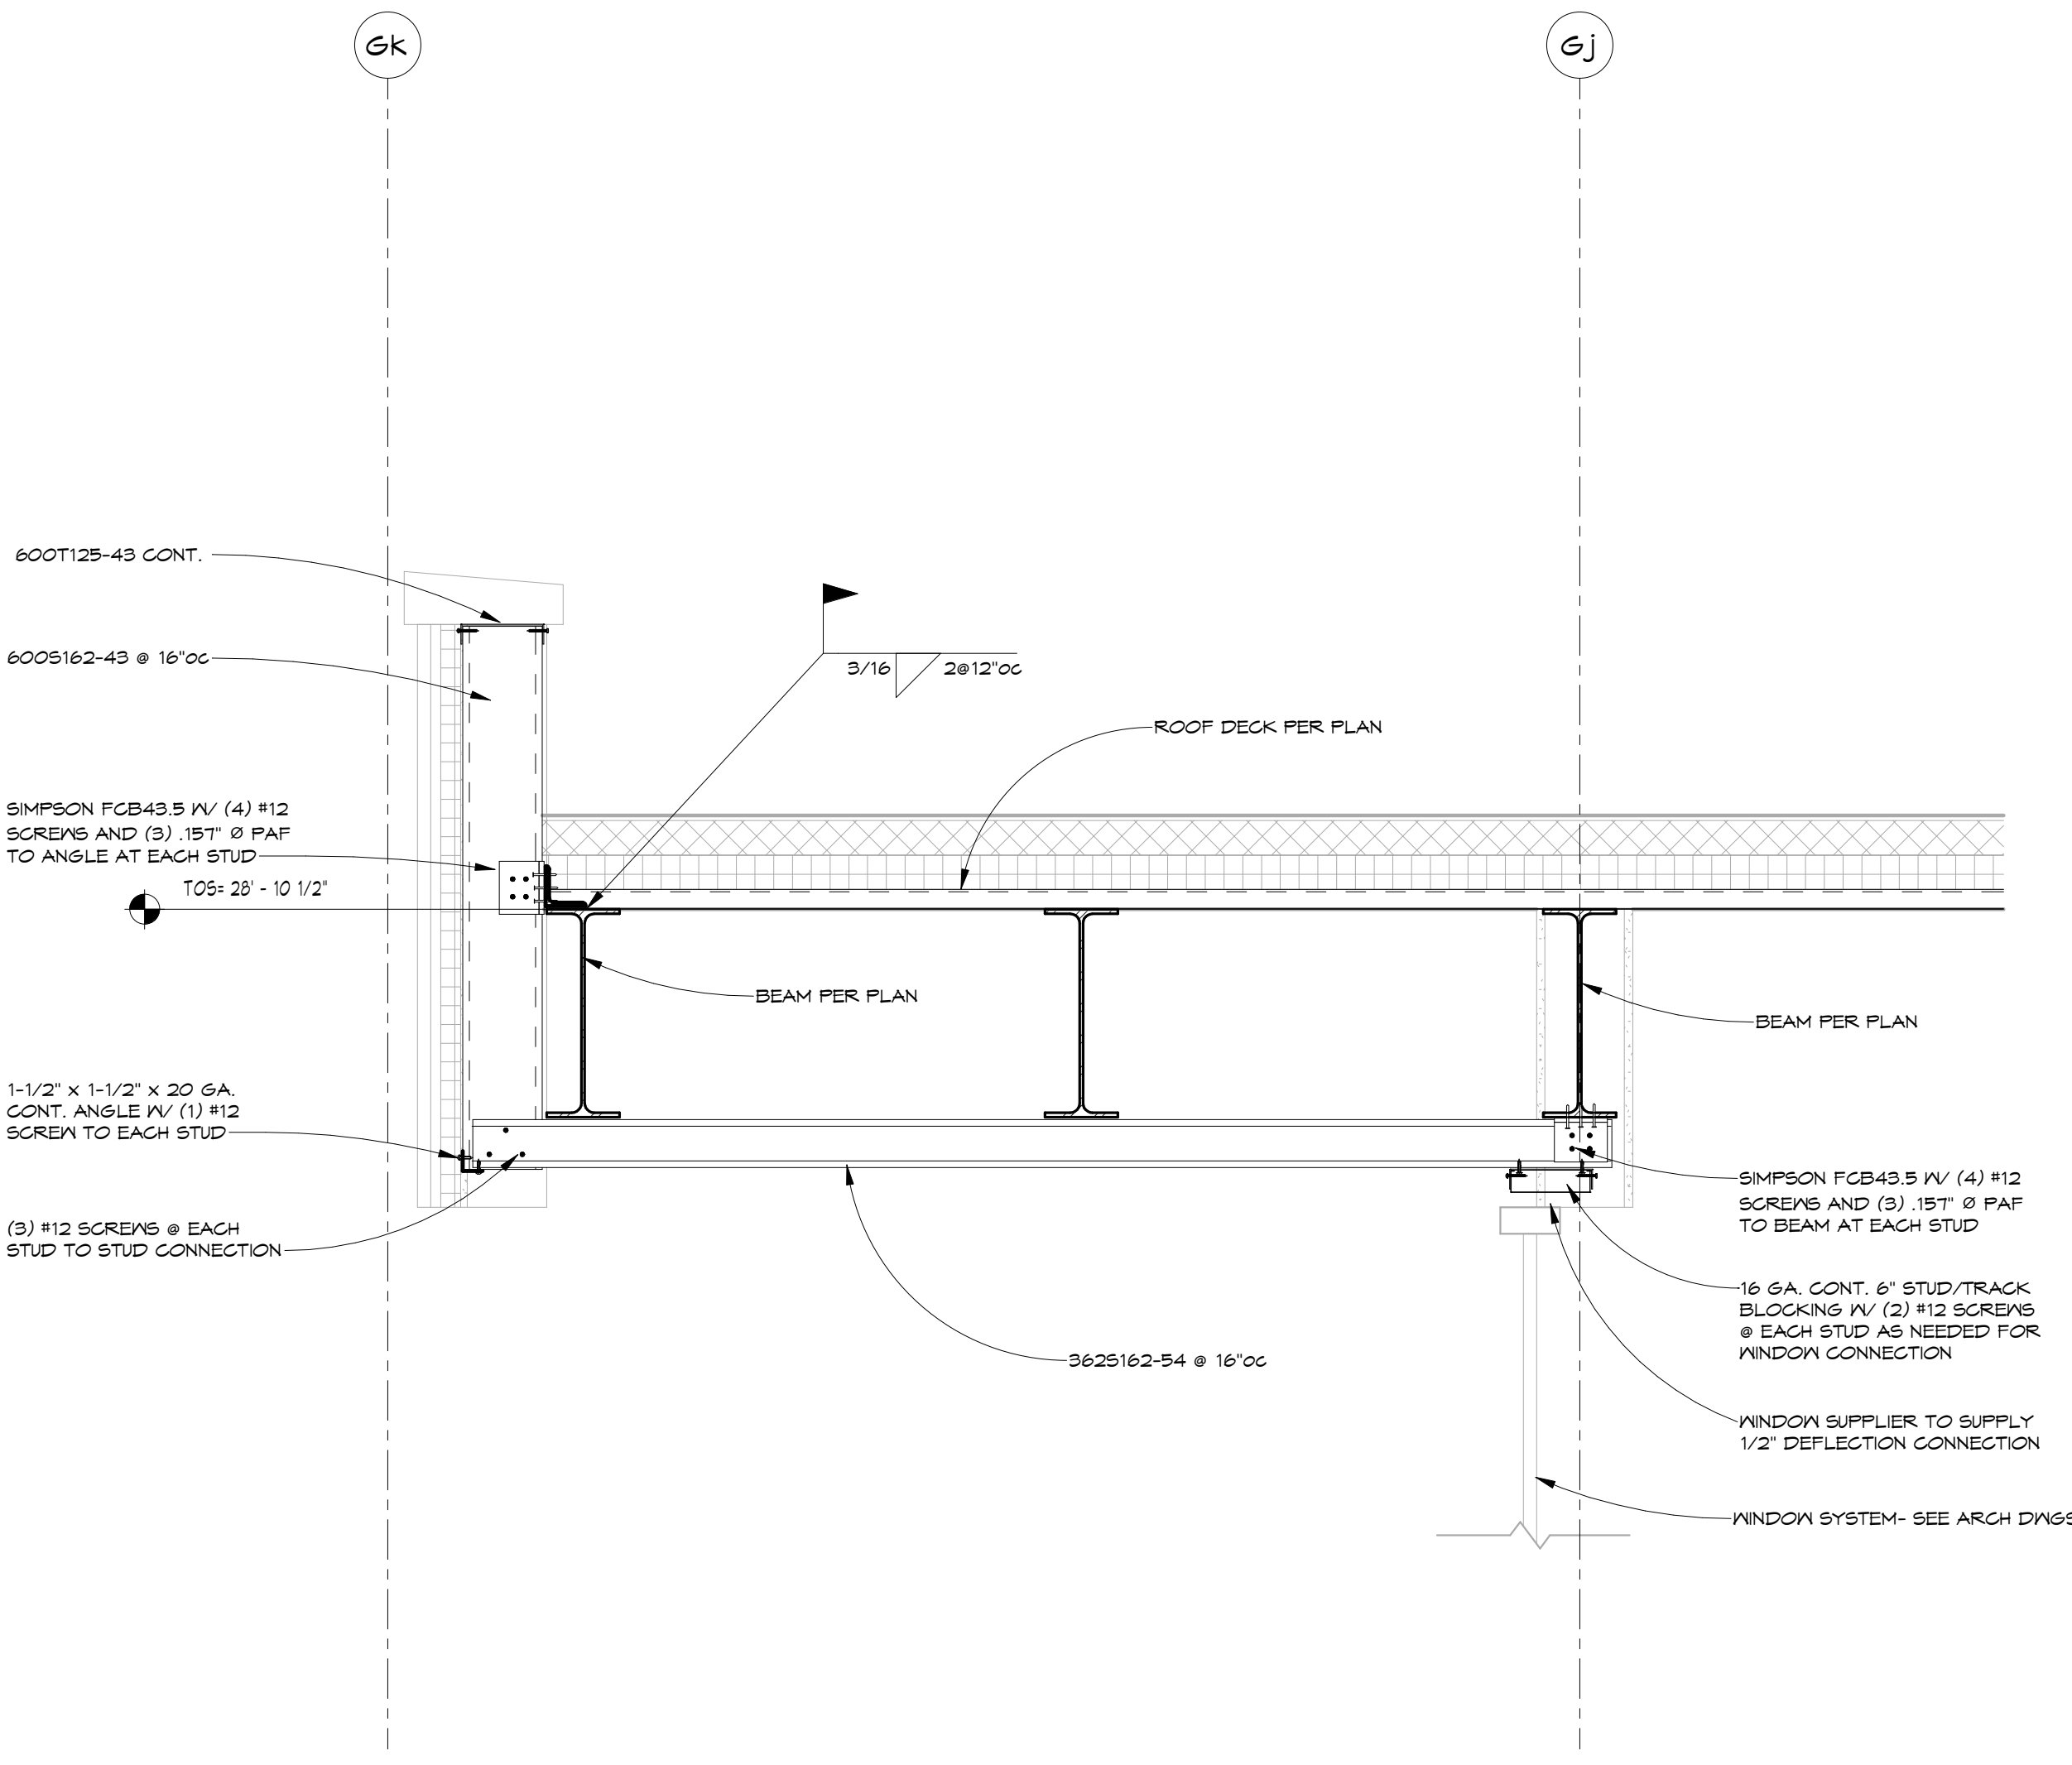 Gk
Gj
600T125-43 CONT.
600S162-43 @ 16"OC
3/16
2@12"OC
ROOF DECK PER PLAN
SIMPSON FCB43.5 W/ (4) #12
SCREWS AND (3) .157" Ø PAF
TO ANGLE AT EACH STUD
TOS= 28' - 10 1/2"
BEAM PER PLAN
BEAM PER PLAN
1-1/2" x 1-1/2" x 20 GA.
CONT. ANGLE W/ (1) #12
SCREW TO EACH STUD
(3) #12 SCREWS @ EACH
STUD TO STUD CONNECTION
SIMPSON FCB43.5 W/ (4) #12
SCREWS AND (3) .157" Ø PAF
TO BEAM AT EACH STUD
16 GA. CONT. 6" STUD/TRACK
BLOCKING W/ (2) #12 SCREWS
@ EACH STUD AS NEEDED FOR
WINDOW CONNECTION
362S162-54 @ 16"OC
WINDOW SUPPLIER TO SUPPLY
1/2" DEFLECTION CONNECTION
WINDOW SYSTEM- SEE ARCH DWGS